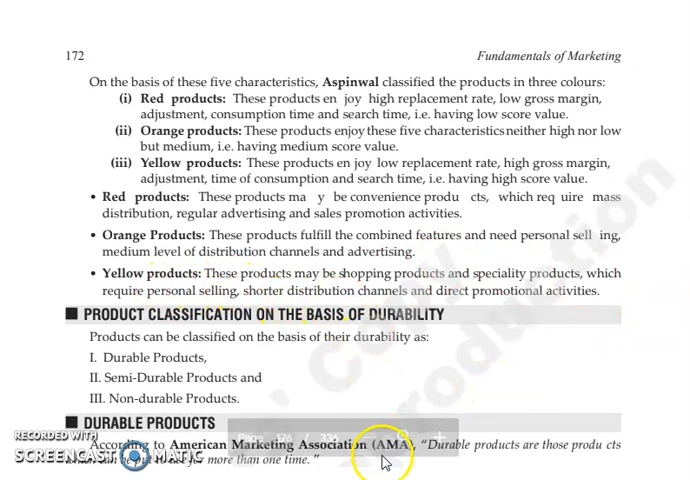 172 Fundamentals of Marketing
On the basis of these five characteristics, Aspinwal classified the products in three colours:
(i) Red products: These products en joy high replacement rate, low gross margin,
adjustment, consumption time and search time, i.e. having low score value.
(ii) Orange products: These products enjoy these five characteristics neither high nor low
but medium, i.e. having medium score value.
(iii) Yellow products: These products en joy low replacement rate, high gross margin,
adjustment, time of consumption and search time, i.e. having high score value.
• Red products: These products ma y be convenience produ cts, which req uire mass
distribution, regular advertising and sales promotion activities.
• Orange Products: These products fulfill the combined features and need personal sell ing,
medium level of distribution channels and advertising.
• Yellow products: These products may be shopping products and speciality products, which
require personal selling, shorter distribution channels and direct promotional activities.
PRODUCT CLASSIFICATION ON THE BASIS OF DURABILITY
Products can be classified on the basis of their durability as:
I. Durable Products,
II. Semi-Durable Products and
III. Non-durable Products.
DURABLE PRODUCTS
Page 176 / 336
According to American Marketing Association (AMA), "Durable products are those produ cts
for more than one time. "
RECORDED WITH
SCREENCAST MATIC
Copy